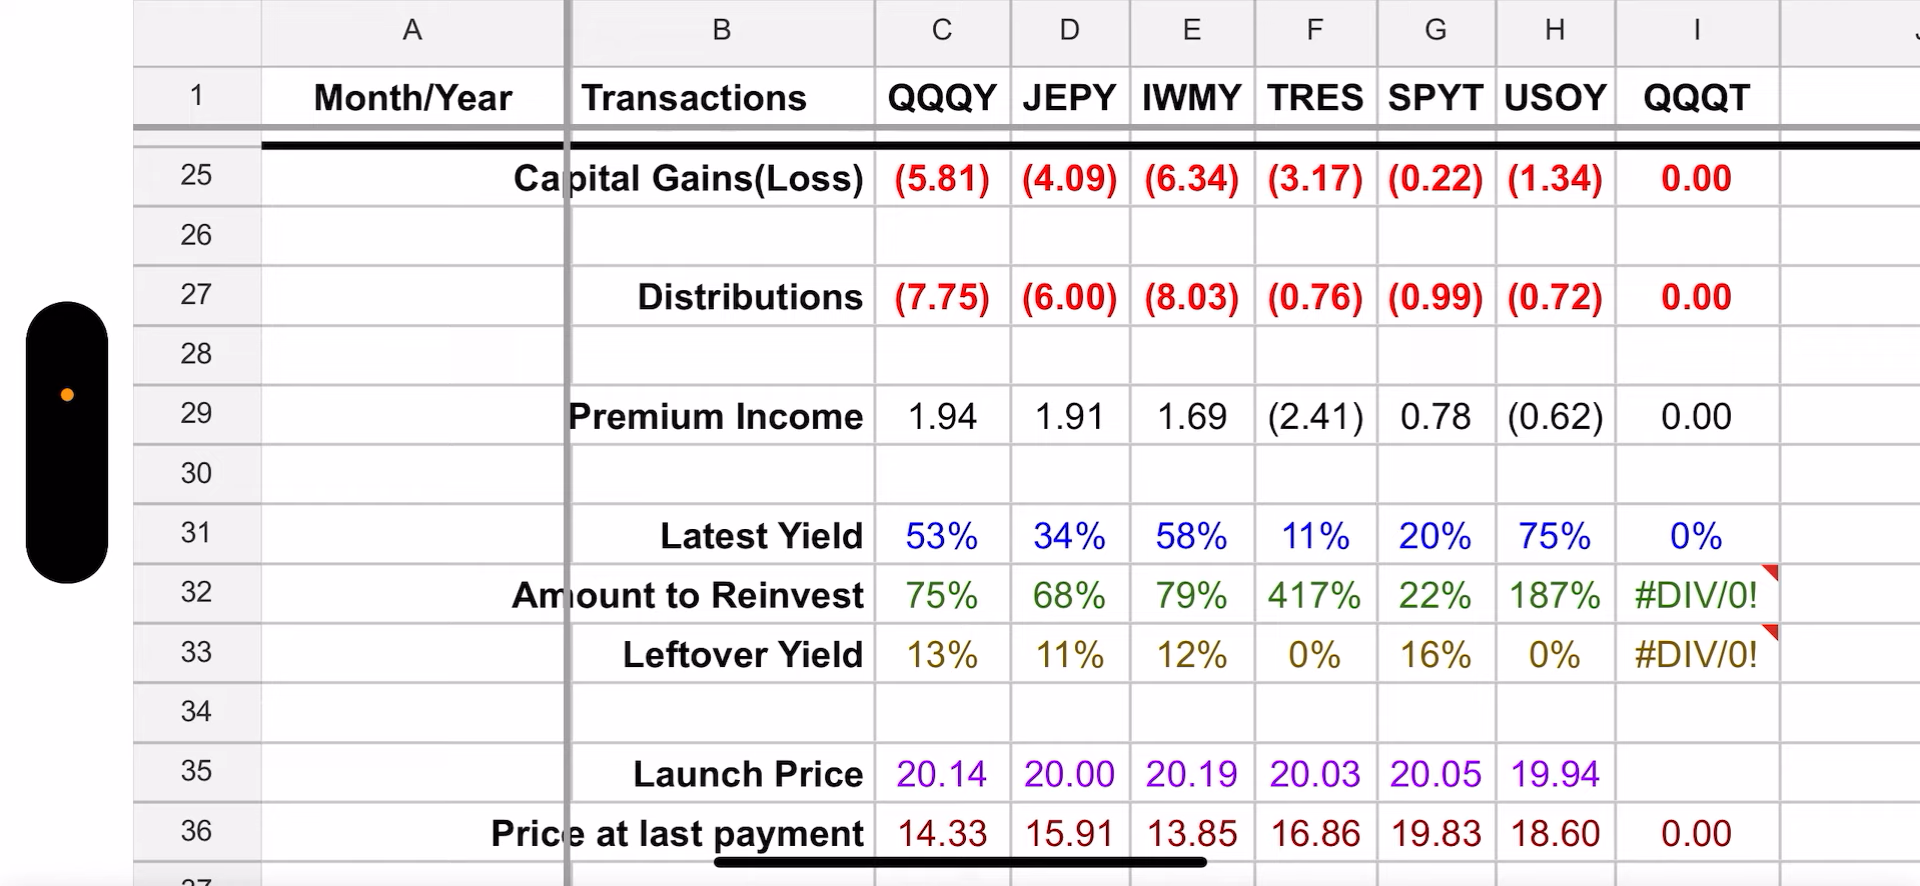 A B C D E F G H I
1 Month/Year Transactions QQQY JEPY IWMY TRES SPYT USOY QQQT
25 Capital Gains(Loss) (5.81) (4.09) (6.34) (3.17) (0.22) (1.34) 0.00
26
27 Distributions (7.75) (6.00) (8.03) (0.76) (0.99) (0.72) 0.00
28
29 Premium Income 1.94 1.91 1.69 (2.41) 0.78 (0.62) 0.00
30
31 Latest Yield 53% 34% 58% 11% 20% 75% 0%
32 Amount to Reinvest 75% 68% 79% 417% 22% 187% #DIV/0!
33 Leftover Yield 13% 11% 12% 0% 16% 0% #DIV/0!
34
35 Launch Price 20.14 20.00 20.19 20.03 20.05 19.94
36 Price at last payment 14.33 15.91 13.85 16.86 19.83 18.60 0.00